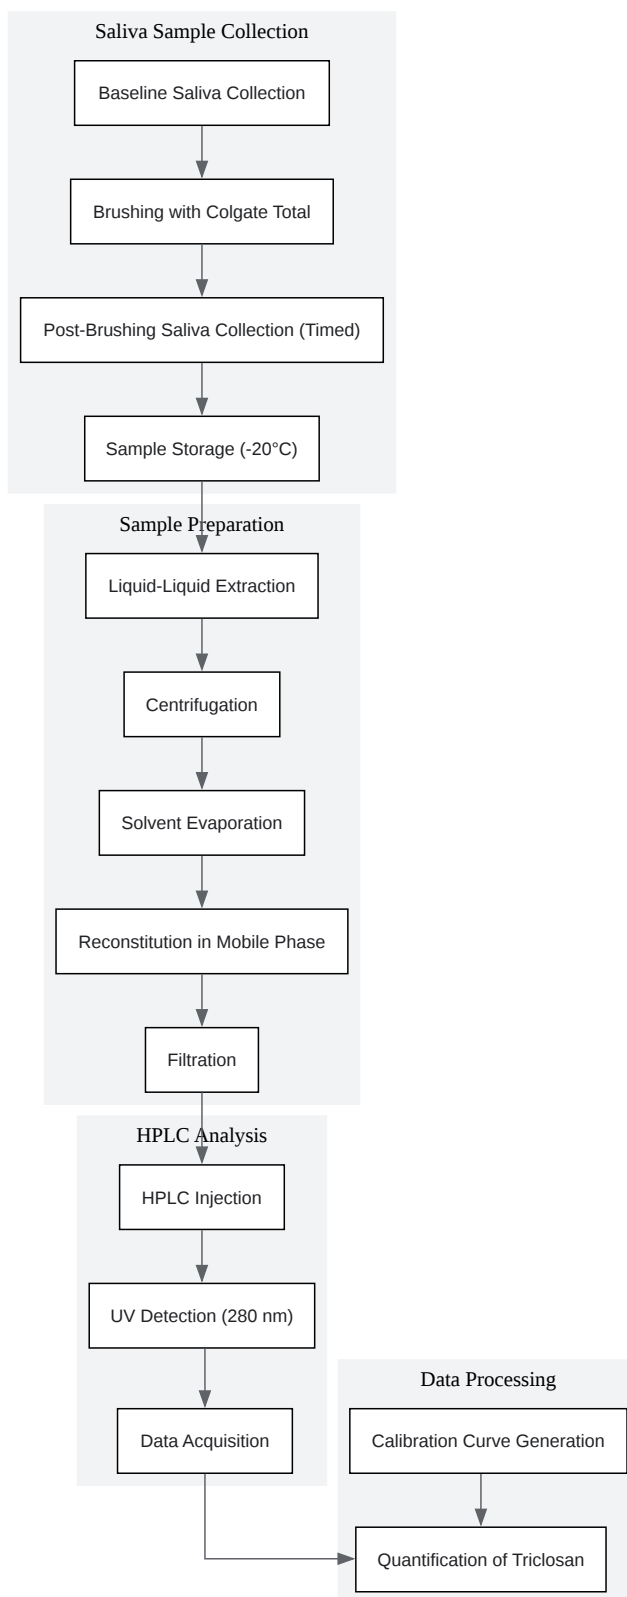 Saliva Sample Collection
Baseline Saliva Collection
Brushing with Colgate Total
Post-Brushing Saliva Collection (Timed)
Sample Storage (-20°C)
Sample Preparation
Liquid-Liquid Extraction
Centrifugation
Solvent Evaporation
Reconstitution in Mobile Phase
Filtration
HPLC Analysis
HPLC Injection
UV Detection (280 nm)
Data Acquisition
Data Processing
Calibration Curve Generation
Quantification of Triclosan